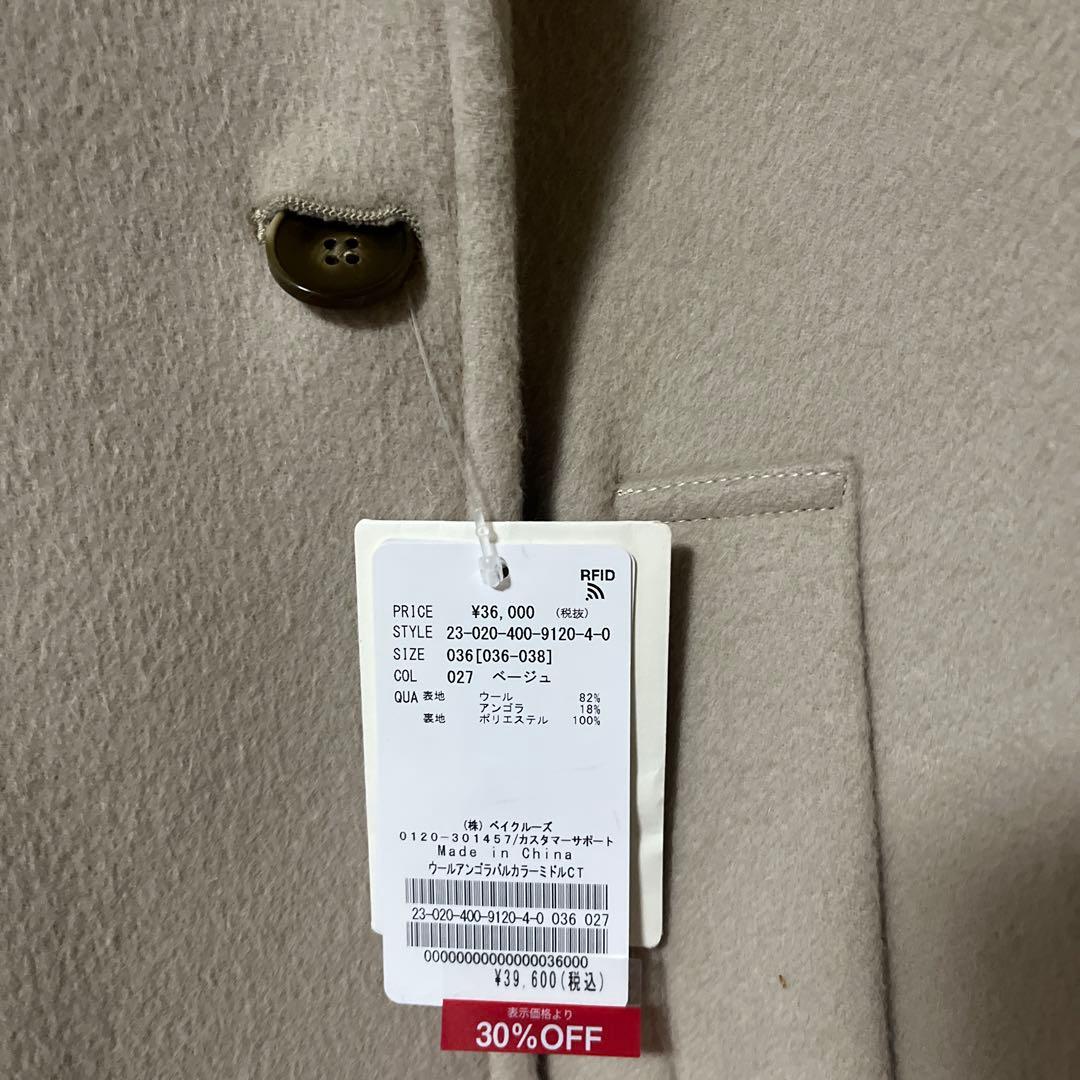 RFID
PRICE ¥36,000 (税抜)
STYLE 23-020-400-9120-4-0
SIZE 036[036-038]
COL 027 ベージュ
QUA 表地 ウール 82%
アンゴラ 18%
裏地 ポリエステル 100%
(株) ベイクルーズ
0120-301457/カスタマーサポート
Made in China
ウールアンゴラバルカラーミドルCT
23-020-400-9120-4-0 036 027
00000000000000036000
¥39,600(税込)
表示価格より
30%OFF